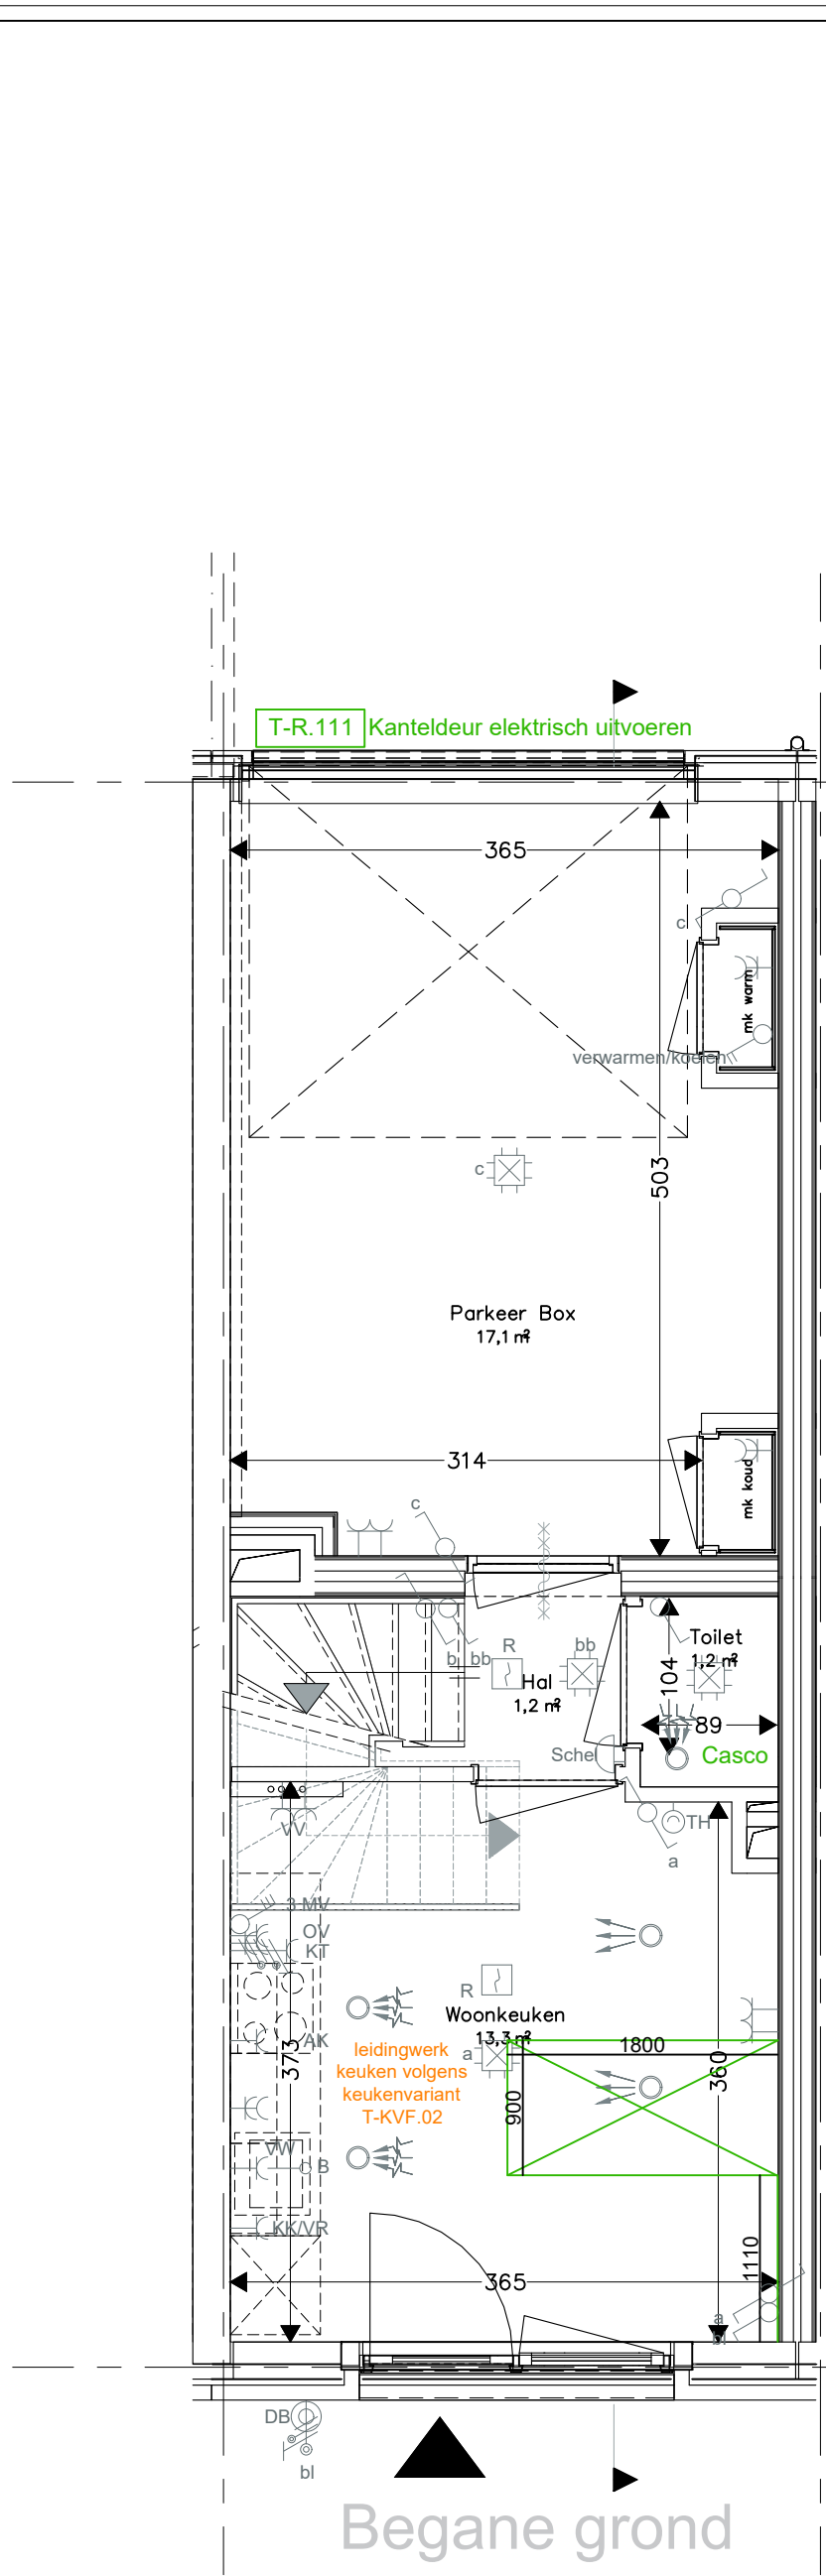 T-R.111 Kanteldeur elektrisch uitvoeren
365
c
mk warm
verwarmen/koelen
c
503
Parkeer Box
17,1 m²
314
mk koud
c
b bb
R
bb
Toilet
1,2 m²
Hal
1,2 m²
104
89
Schel
Casco
VV
TH
a
3 MV
OV
KT
R
Woonkeuken
13,3 m²
AK
373
a
1800
360
leidingwerk
keuken volgens
keukenvariant
T-KVF.02
900
VW
B
KK/VR
1110
365
a
bl
DB
bl
Begane grond